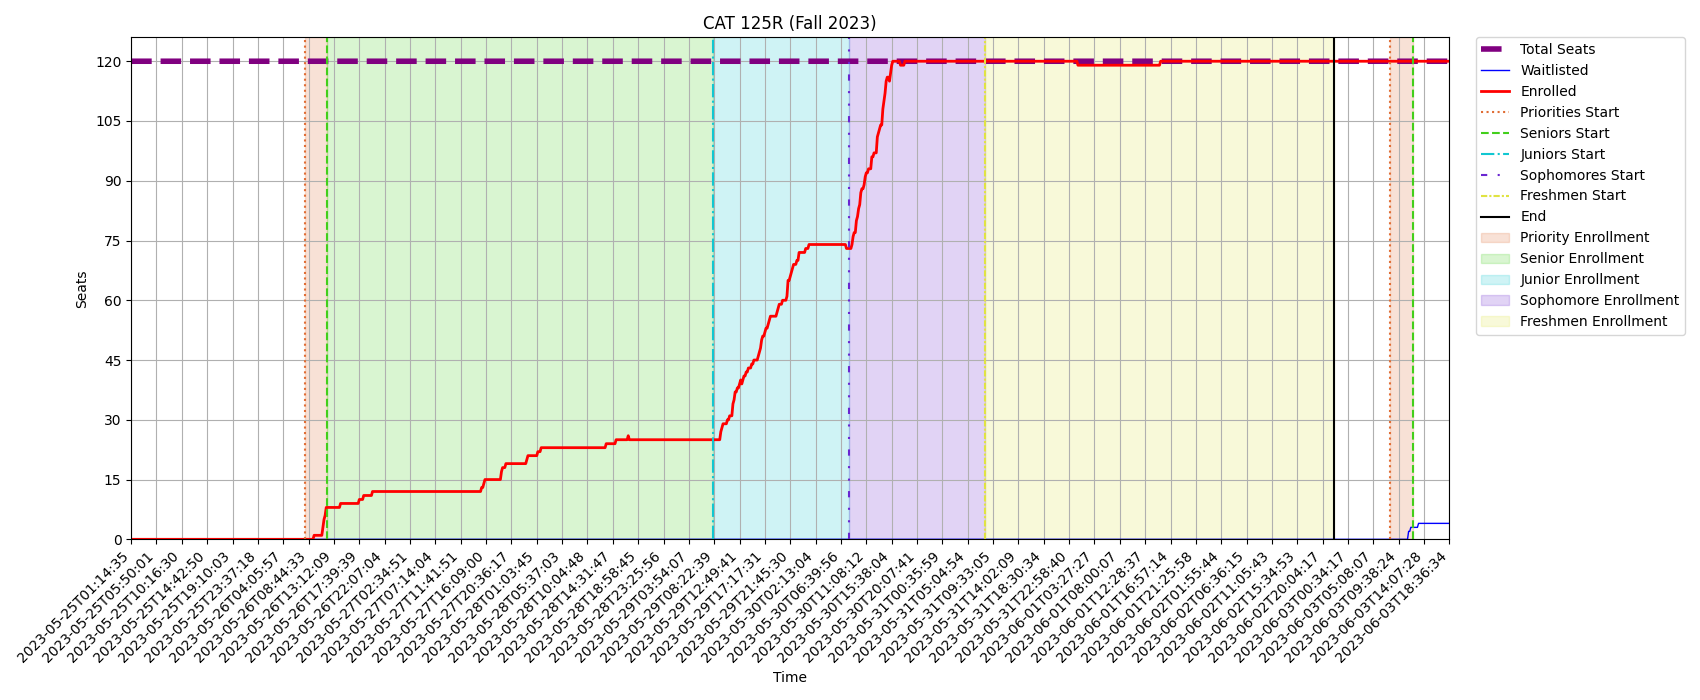 CAT 125R (Fall 2023)
Seats
120
105
90
75
60
45
30
15
0
2023-05-25T01:14:35
2023-05-25T05:50:01
2023-05-25T10:16:30
2023-05-25T14:42:50
2023-05-25T19:10:03
2023-05-25T23:37:18
2023-05-26T04:05:57
2023-05-26T08:44:33
2023-05-26T13:12:09
2023-05-26T17:39:39
2023-05-26T22:07:04
2023-05-27T02:34:51
2023-05-27T07:14:04
2023-05-27T11:41:51
2023-05-27T16:09:00
2023-05-27T20:36:17
2023-05-28T01:03:45
2023-05-28T05:37:03
2023-05-28T10:04:48
2023-05-28T14:31:47
2023-05-28T18:58:45
2023-05-28T23:25:56
2023-05-29T03:54:07
2023-05-29T08:22:39
2023-05-29T12:49:41
2023-05-29T17:17:31
2023-05-29T21:45:30
2023-05-30T02:13:04
2023-05-30T06:39:56
2023-05-30T11:08:12
2023-05-30T15:38:04
2023-05-30T20:07:41
2023-05-31T00:35:59
2023-05-31T05:04:54
2023-05-31T09:33:05
2023-05-31T14:02:09
2023-05-31T18:30:34
2023-05-31T22:58:40
2023-06-01T03:27:27
2023-06-01T08:00:07
2023-06-01T12:28:37
2023-06-01T16:57:14
2023-06-01T21:25:58
2023-06-02T01:55:44
2023-06-02T06:36:15
2023-06-02T11:05:43
2023-06-02T15:34:53
2023-06-02T20:04:17
2023-06-03T00:34:17
2023-06-03T05:08:07
2023-06-03T09:38:24
2023-06-03T14:07:28
2023-06-03T18:36:34
Time
Total Seats
Waitlisted
Enrolled
Priorities Start
Seniors Start
Juniors Start
Sophomores Start
Freshmen Start
End
Priority Enrollment
Senior Enrollment
Junior Enrollment
Sophomore Enrollment
Freshmen Enrollment